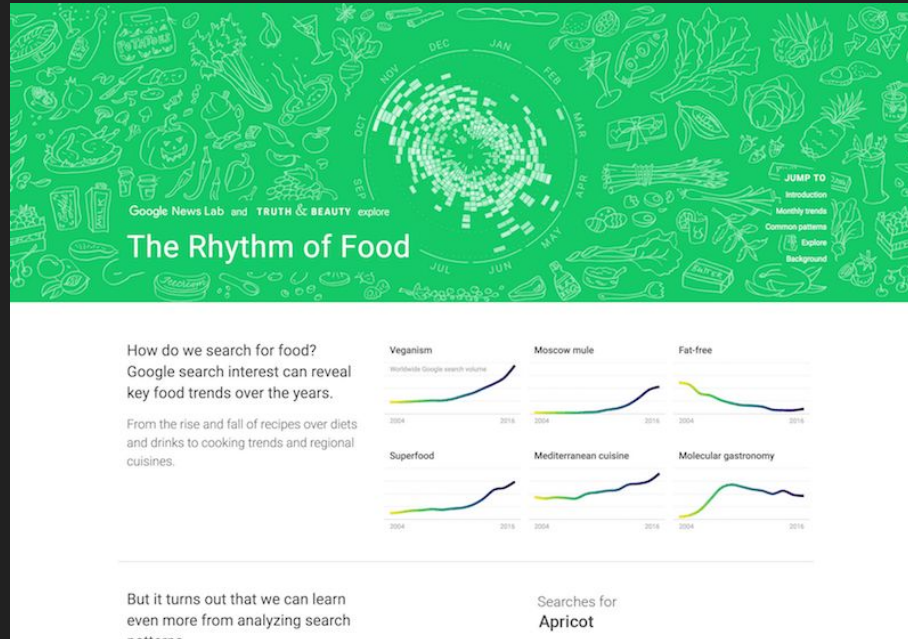 DEC
JAN
NOV
FEB
OCT
MAR
SEP
APR
MAY
JUL
JUN
POTATOES
Google News Lab and TRUTH & BEAUTY explore
The Rhythm of Food
JUMP TO
Introduction
Monthly trends
Common patterns
Explore
Background
How do we search for food?
Google search interest can reveal
key food trends over the years.
From the rise and fall of recipes over diets
and drinks to cooking trends and regional
cuisines.
Veganism
Worldwide Google search volume
2004
2016
Moscow mule
2004
2016
Fat-free
2004
2016
Superfood
2004
2016
Mediterranean cuisine
2004
2016
Molecular gastronomy
2004
2016
But it turns out that we can learn
even more from analyzing search
patterns
Searches for
Apricot